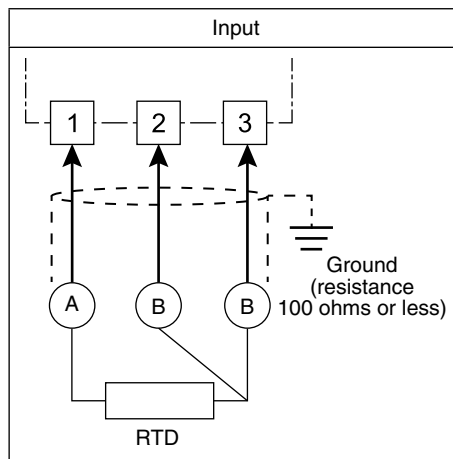 Input
1 2 3
Ground
(resistance
100 ohms or less)
A B B
RTD